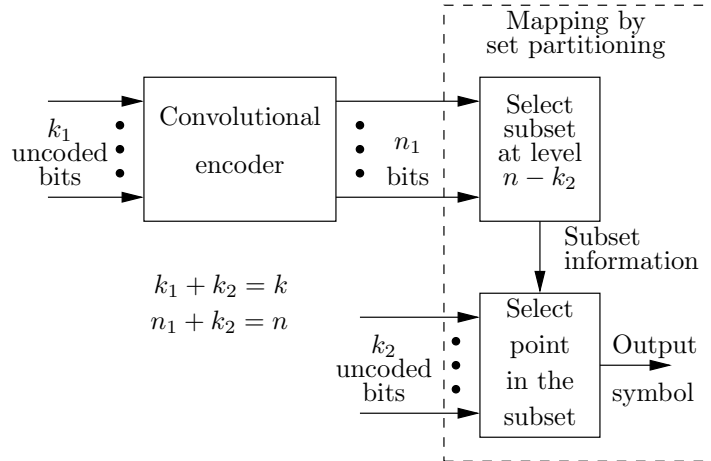 Mapping by
set partitioning
Convolutional
encoder
k₁
uncoded
bits
n₁
bits
Select
subset
at level
n − k₂
Subset
information
k₁ + k₂ = k
n₁ + k₂ = n
k₂
uncoded
bits
Select
point
in the
subset
Output
symbol